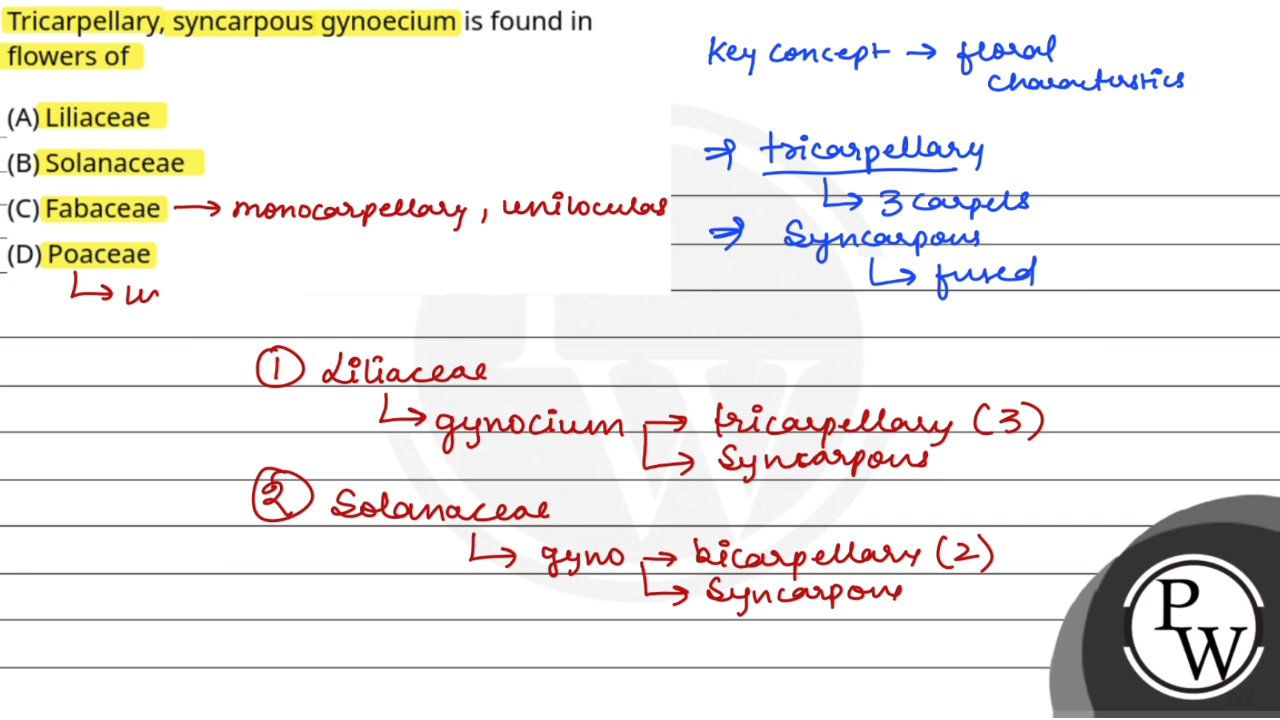 Tricarpellary, syncarpous gynoecium is found in
flowers of
(A) Liliaceae
(B) Solanaceae
(C) Fabaceae → monocarpellary, unilocular
(D) Poaceae
↳
Key concept → floral
characteristics
⇒ tricarpellary
↳ 3 carpels
⇒ Syncarpous
↳ fused
① Liliaceae
↳ gynocium → tricarpellary (3)
→ Syncarpous
② Solanaceae
↳ gyno → bicarpellary (2)
→ Syncarpous
PW